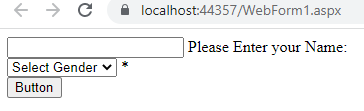 localhost:44357/WebForm1.aspx
Please Enter your Name:
Select Gender *
Button